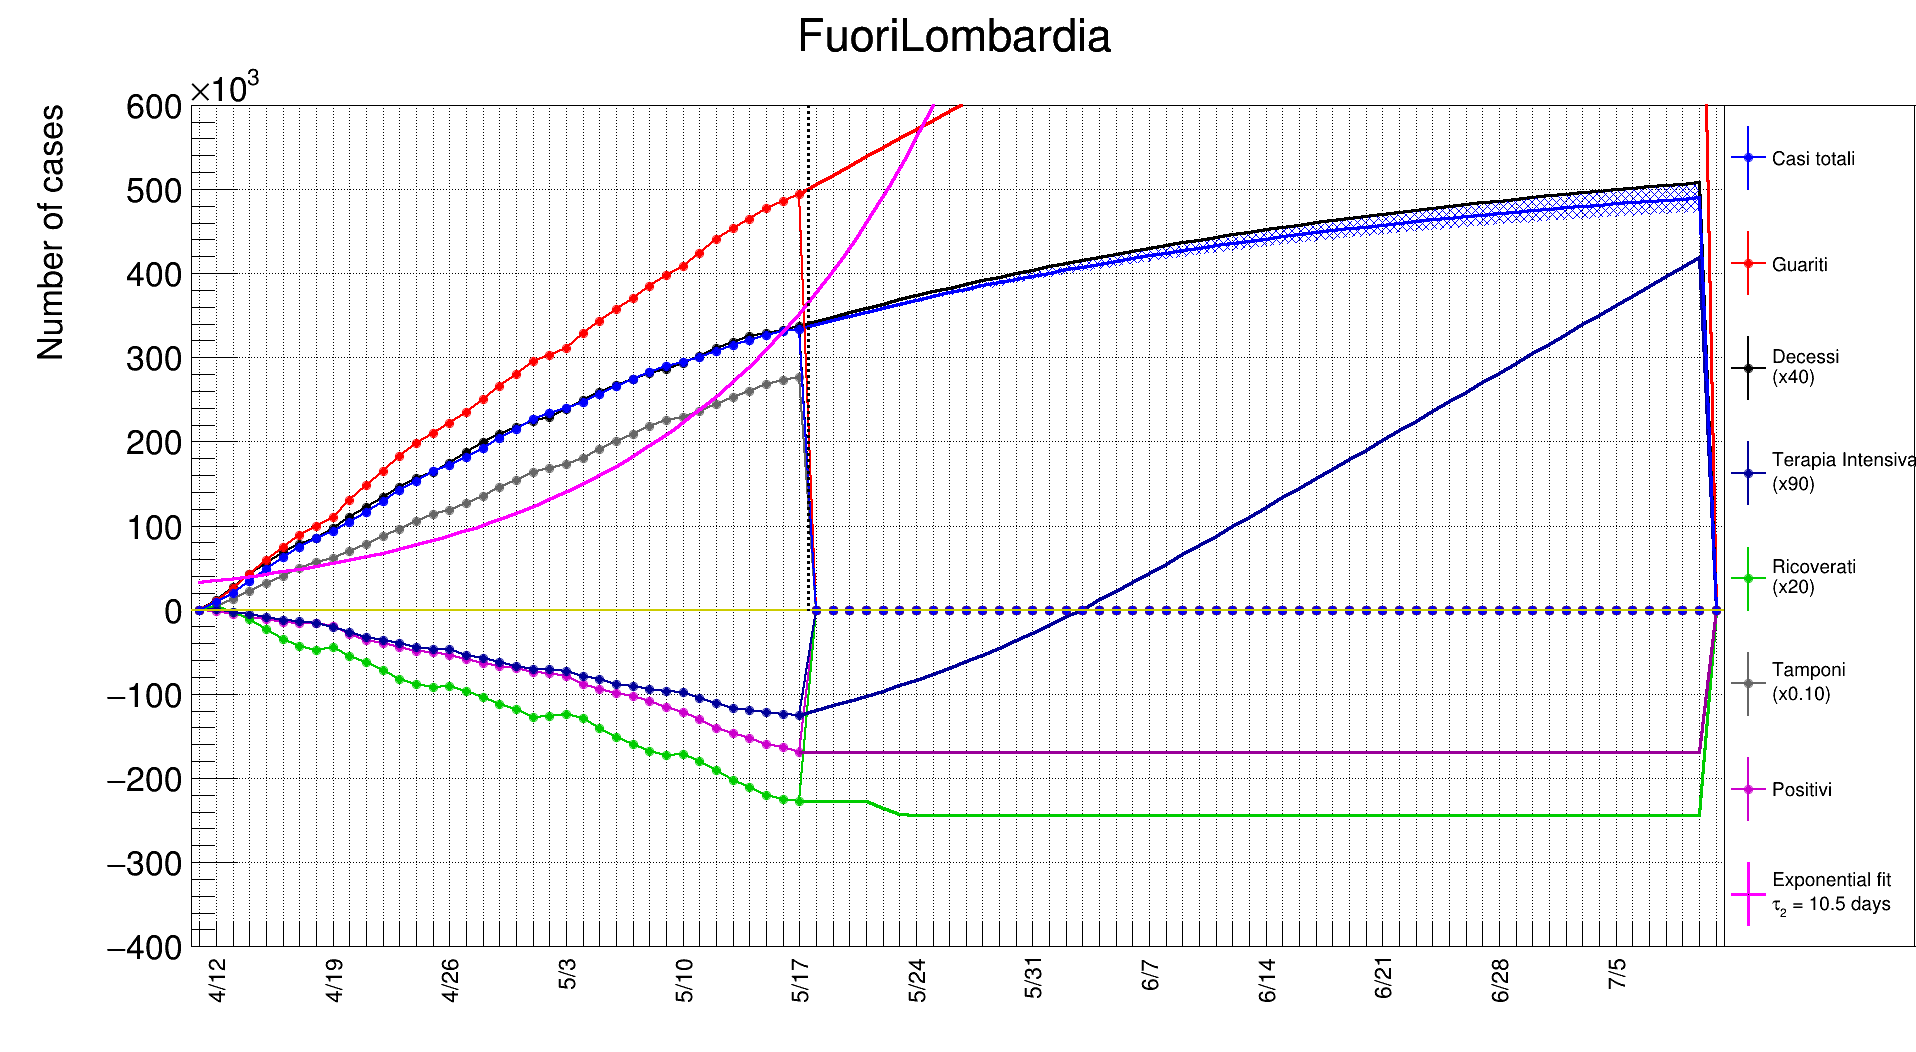 FuoriLombardia
×10³
Number of cases
600
500
400
300
200
100
0
−100
−200
−300
−400
4/12
4/19
4/26
5/3
5/10
5/17
5/24
5/31
6/7
6/14
6/21
6/28
7/5
Casi totali
Guariti
Decessi
(x40)
Terapia Intensiva
(x90)
Ricoverati
(x20)
Tamponi
(x0.10)
Positivi
Exponential fit
τ₂ = 10.5 days